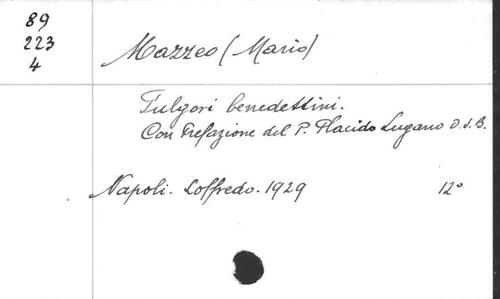 89
223
4
Mazzeo (Mario)
Fulgori benedettini.
Con Prefazione del P. Placido Lugano O.S.B.
Napoli. Loffredo. 1929 12°